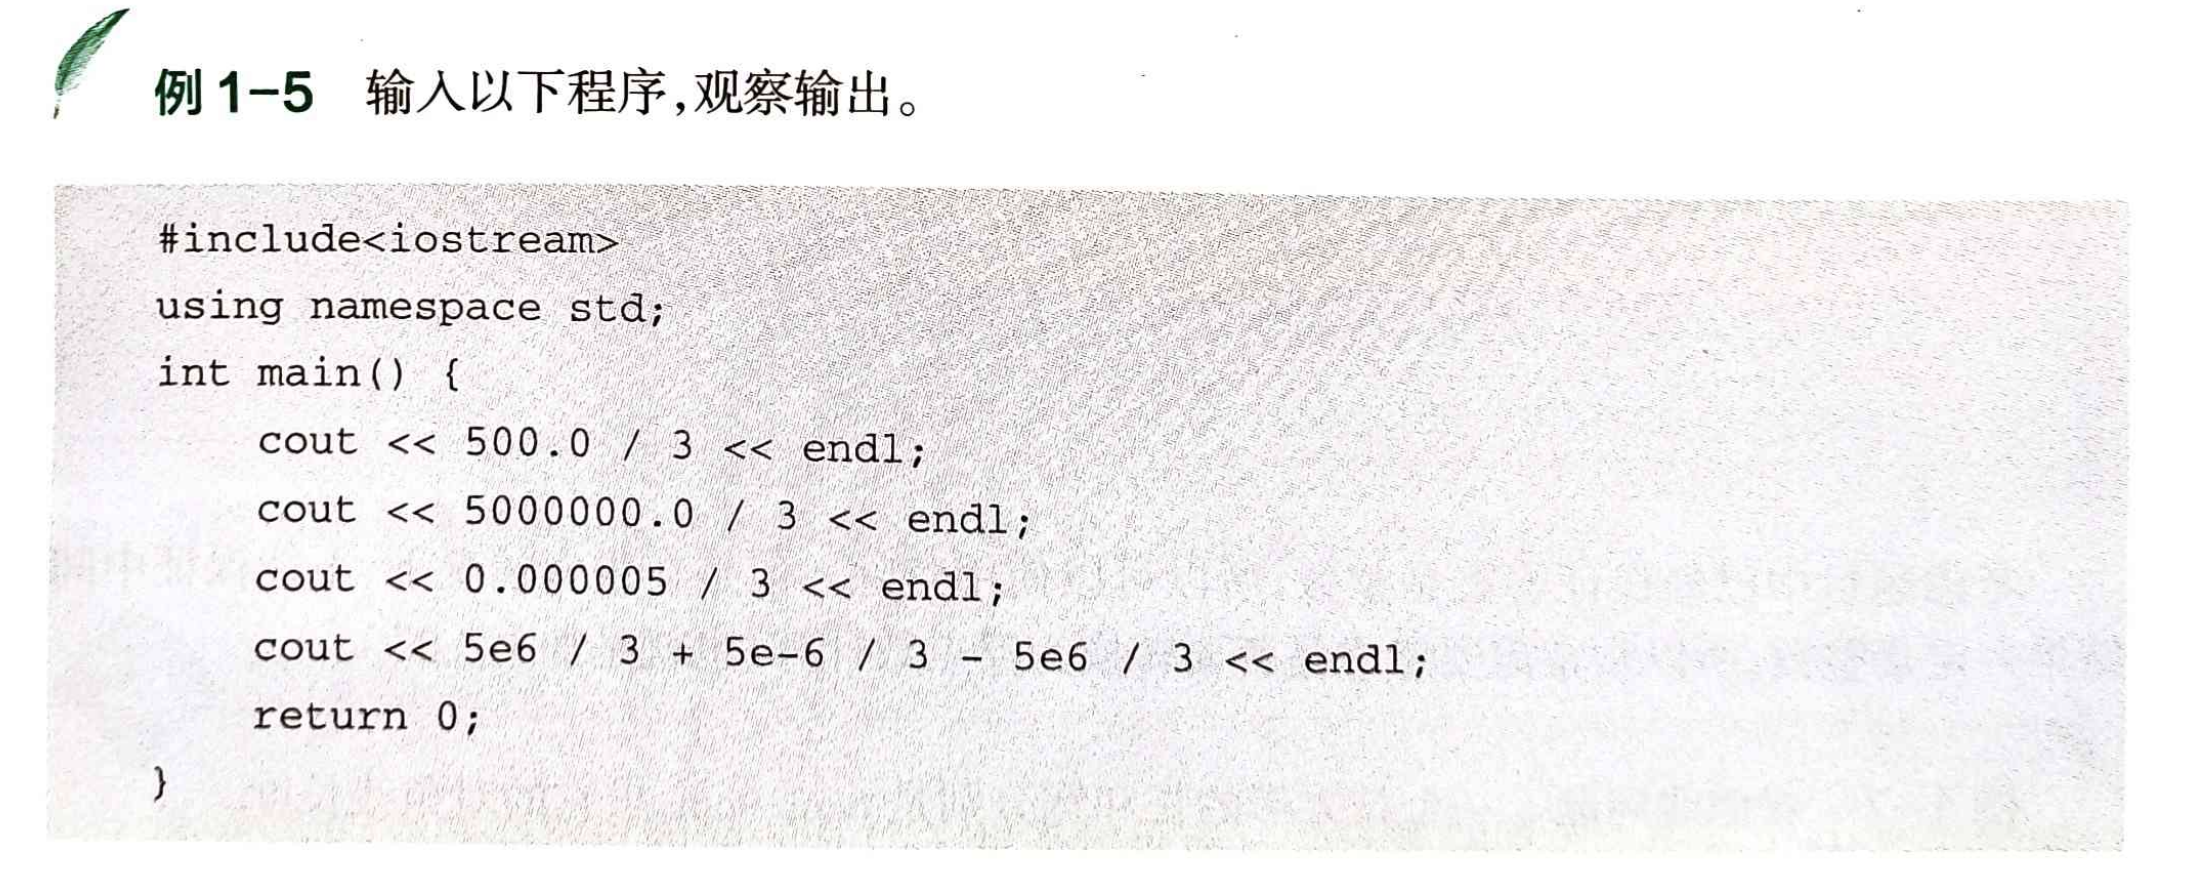 例1-5 输入以下程序,观察输出。
#include<iostream>
using namespace std;
int main() {
    cout << 500.0 / 3 << endl;
    cout << 5000000.0 / 3 << endl;
    cout << 0.000005 / 3 << endl;
    cout << 5e6 / 3 + 5e-6 / 3 - 5e6 / 3 << endl;
    return 0;
}